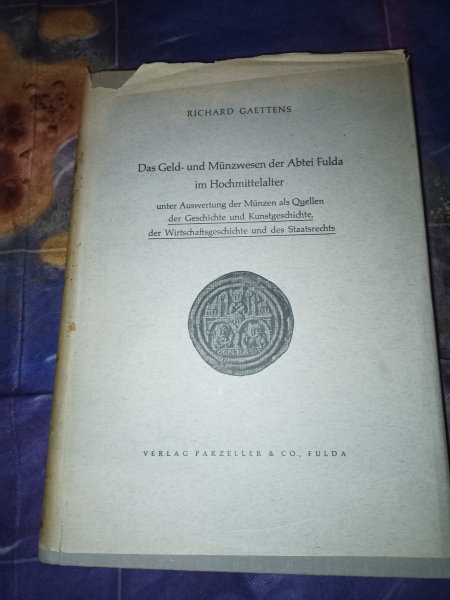 RICHARD GAETTENS
Das Geld- und Münzwesen der Abtei Fulda
im Hochmittelalter
unter Auswertung der Münzen als Quellen
der Geschichte und Kunstgeschichte,
der Wirtschaftsgeschichte und des Staatsrechts
VERLAG PARZELLER & CO., FULDA